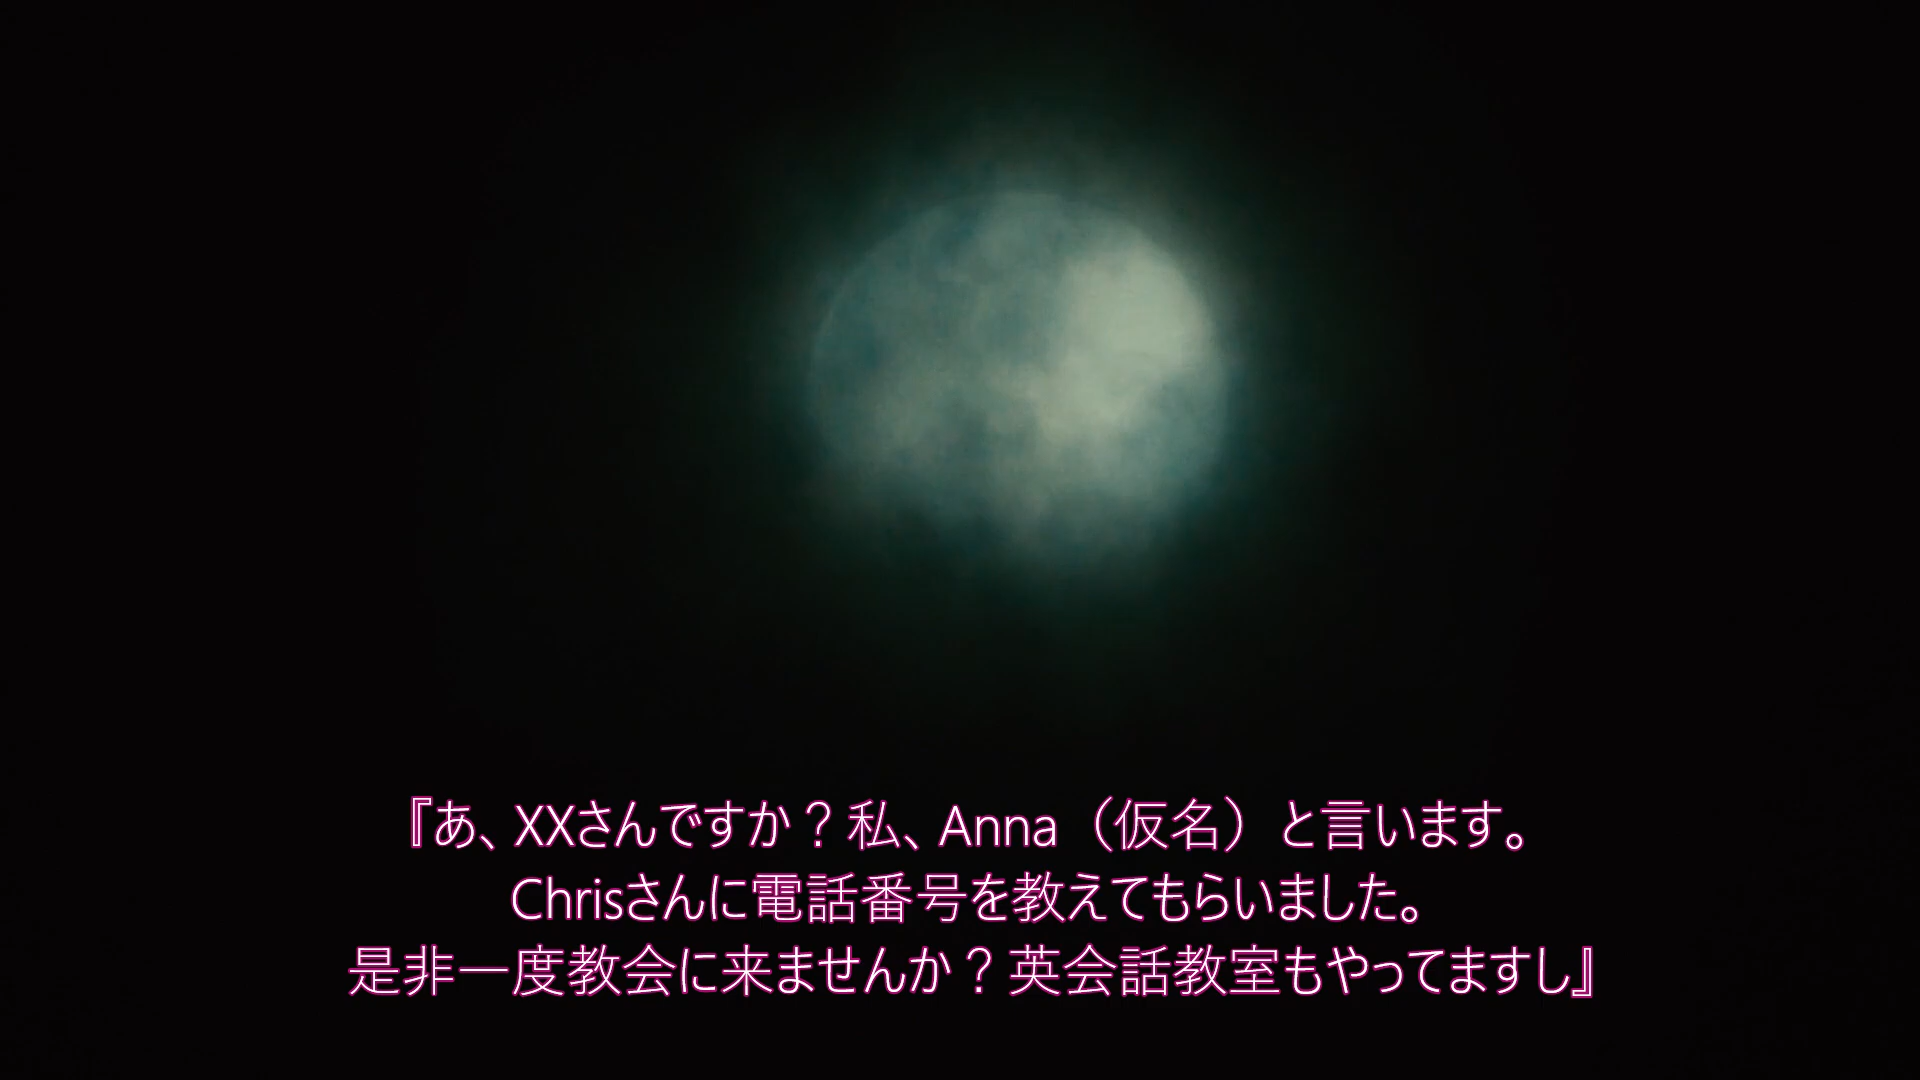 『あ、XXさんですか？私、Anna（仮名）と言います。
Chrisさんに電話番号を教えてもらいました。
是非一度教会に来ませんか？英会話教室もやってますし』